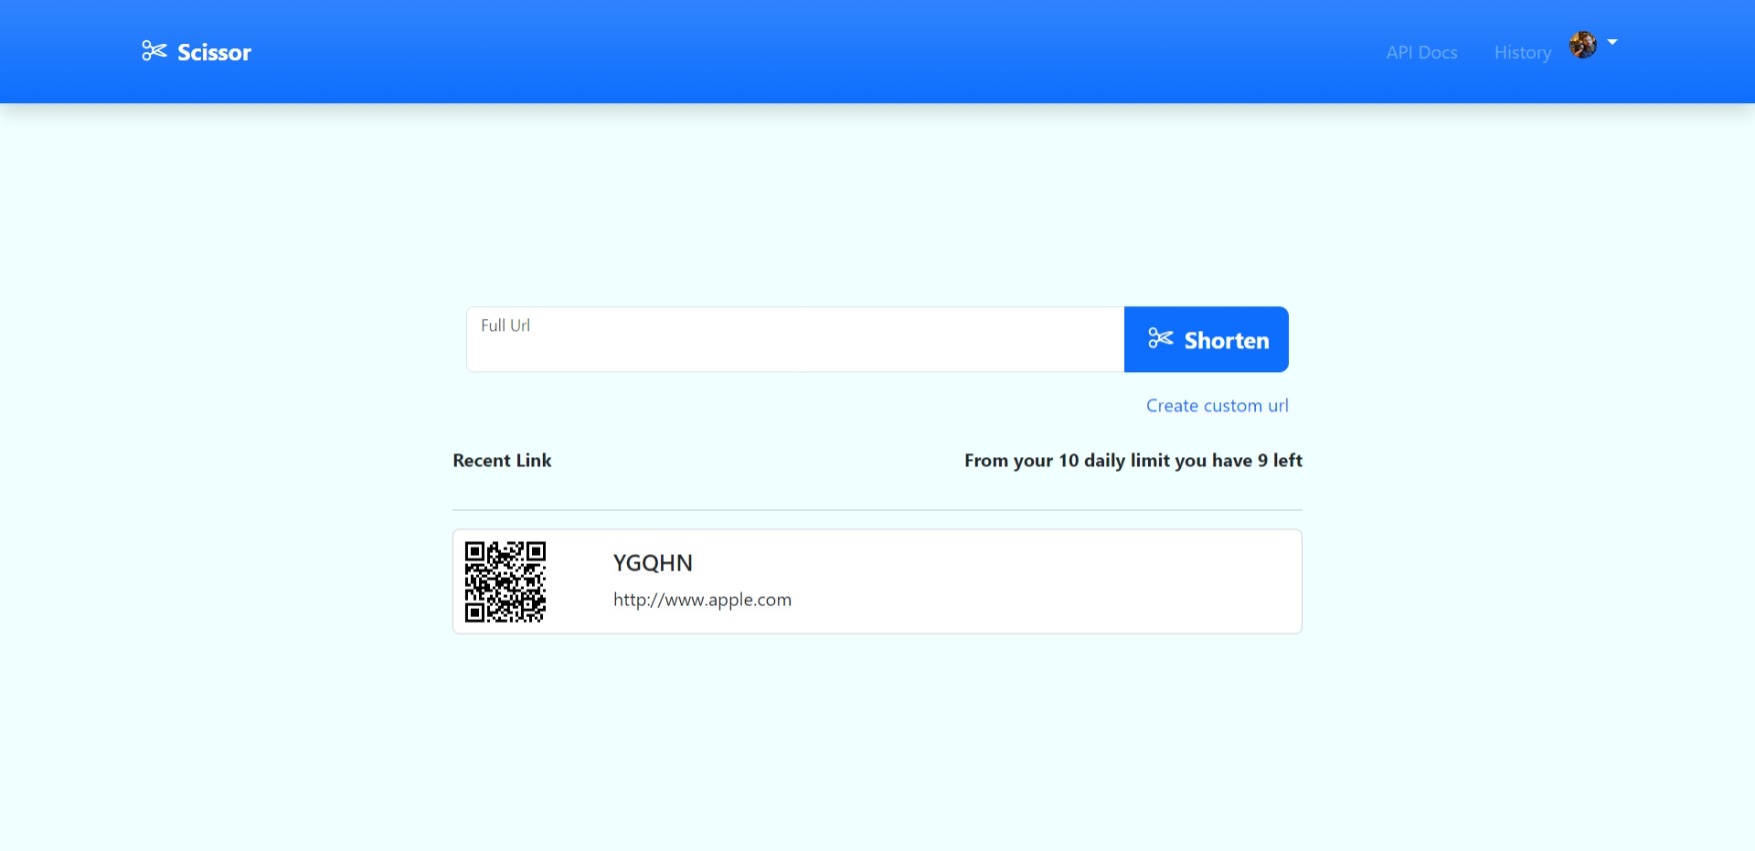 Scissor
API Docs
History
Full Url
Shorten
Create custom url
Recent Link
From your 10 daily limit you have 9 left
YGQHN
http://www.apple.com